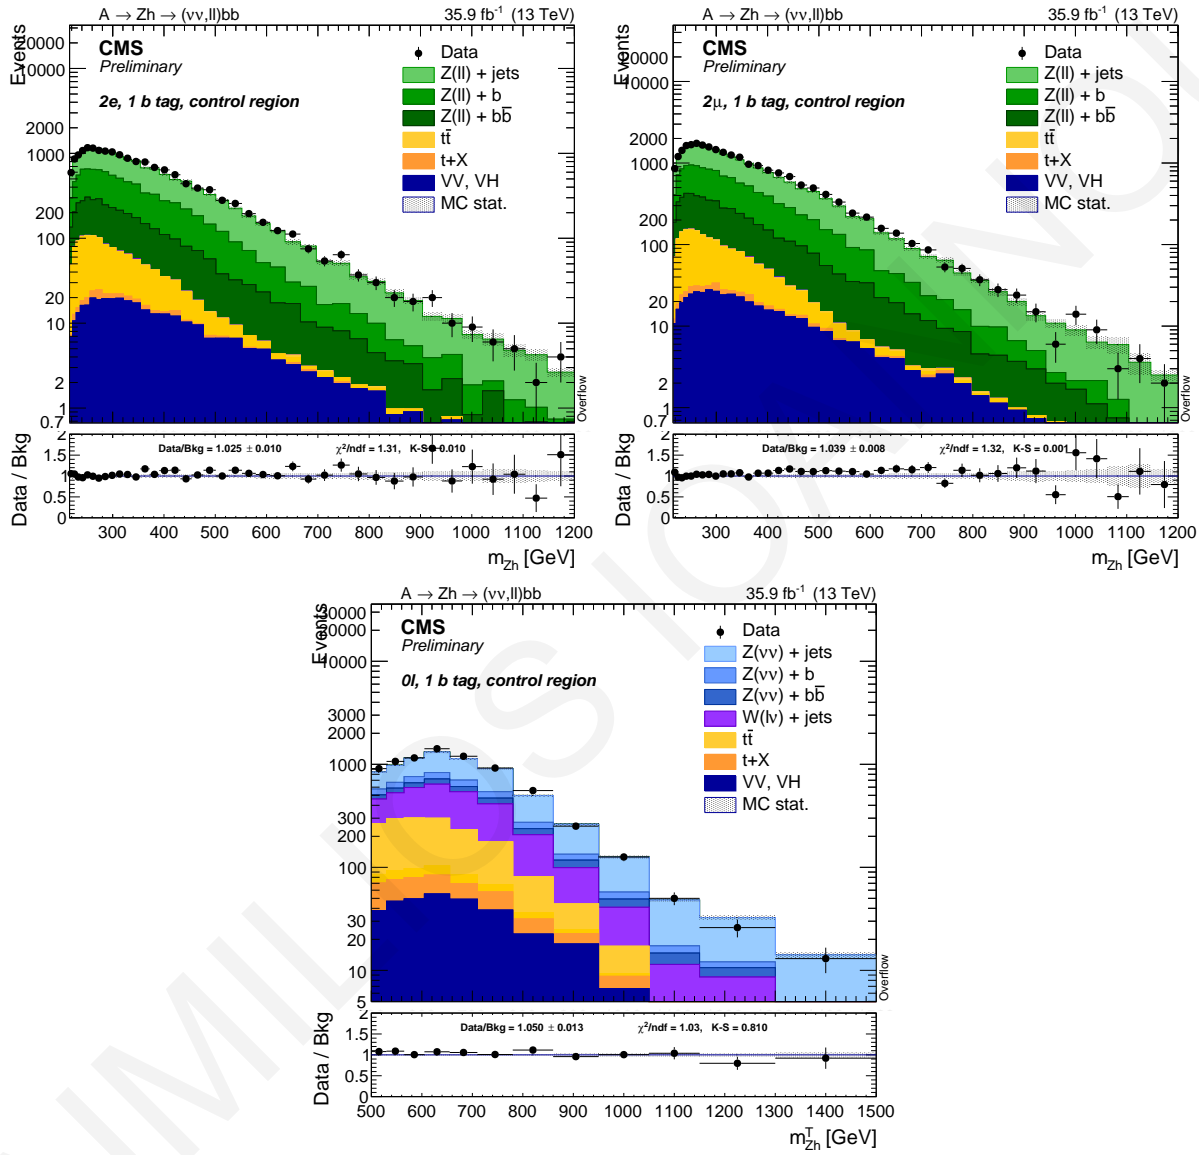 A → Zh → (νν,ll)bb 35.9 fb⁻¹ (13 TeV)
Events
CMS
Preliminary
2e, 1 b tag, control region
Data
Z(ll) + jets
Z(ll) + b
Z(ll) + bb̄
tt̄
t+X
VV, VH
MC stat.
20000
10000
2000
1000
200
100
20
10
2
1
0.7
Overflow
Data / Bkg
Data/Bkg = 1.025 ± 0.010 χ²/ndf = 1.31, K-S = 0.010
2
1.5
1
0.5
0
300 400 500 600 700 800 900 1000 1100 1200
m_Zh [GeV]
A → Zh → (νν,ll)bb 35.9 fb⁻¹ (13 TeV)
Events
CMS
Preliminary
2μ, 1 b tag, control region
Data
Z(ll) + jets
Z(ll) + b
Z(ll) + bb̄
tt̄
t+X
VV, VH
MC stat.
20000
10000
2000
1000
200
100
20
10
2
1
0.7
Overflow
Data / Bkg
Data/Bkg = 1.039 ± 0.008 χ²/ndf = 1.32, K-S = 0.001
2
1.5
1
0.5
0
300 400 500 600 700 800 900 1000 1100 1200
m_Zh [GeV]
A → Zh → (νν,ll)bb 35.9 fb⁻¹ (13 TeV)
Events
CMS
Preliminary
0l, 1 b tag, control region
Data
Z(νν) + jets
Z(νν) + b
Z(νν) + bb̄
W(lν) + jets
tt̄
t+X
VV, VH
MC stat.
30000
20000
10000
3000
2000
1000
300
200
100
30
20
10
5
Overflow
Data / Bkg
Data/Bkg = 1.050 ± 0.013 χ²/ndf = 1.03, K-S = 0.810
2
1.5
1
0.5
0
500 600 700 800 900 1000 1100 1200 1300 1400 1500
m^T_Zh [GeV]